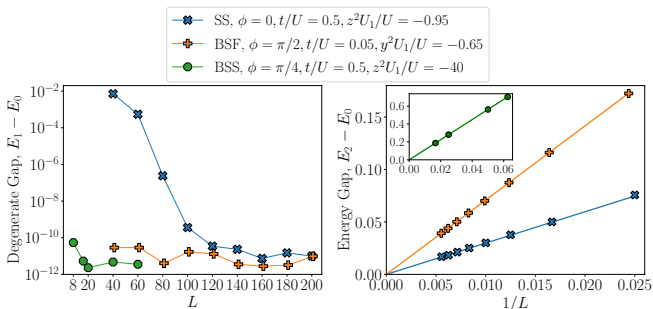 SS, ϕ = 0, t/U = 0.5, z²U₁/U = −0.95
BSF, ϕ = π/2, t/U = 0.05, y²U₁/U = −0.65
BSS, ϕ = π/4, t/U = 0.5, z²U₁/U = −40
Degenerate Gap, E₁ − E₀
10⁻²
10⁻⁴
10⁻⁶
10⁻⁸
10⁻¹⁰
10⁻¹²
8 20 40 60 80 100 120 140 160 180 200
L
Energy Gap, E₂ − E₀
0.15
0.10
0.05
0.00
0.6
0.4
0.2
0.0
0.00 0.02 0.04 0.06
0.000 0.005 0.010 0.015 0.020 0.025
1/L